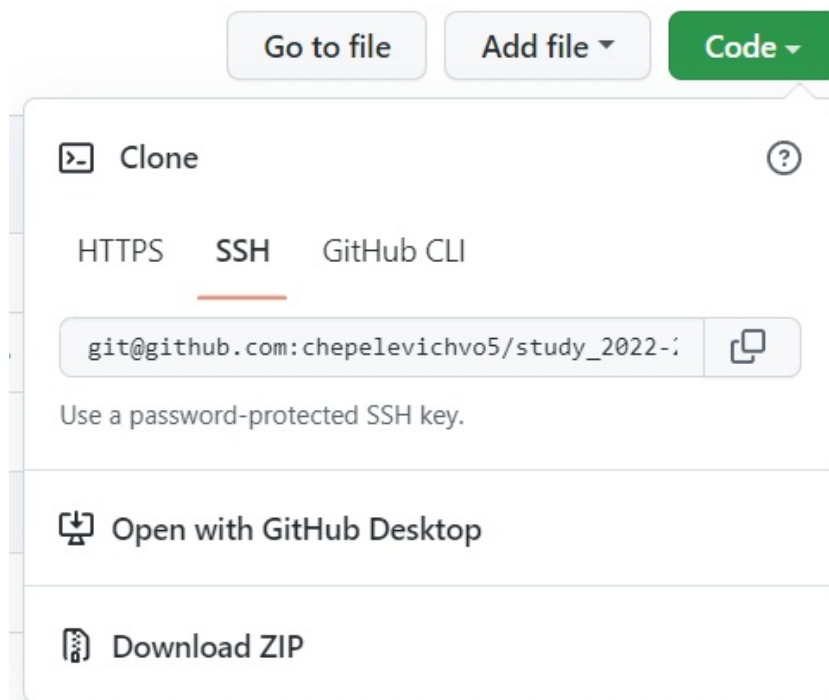 Go to file Add file Code
Clone
HTTPS SSH GitHub CLI
git@github.com:chepelevichvo5/study_2022-
Use a password-protected SSH key.
Open with GitHub Desktop
Download ZIP